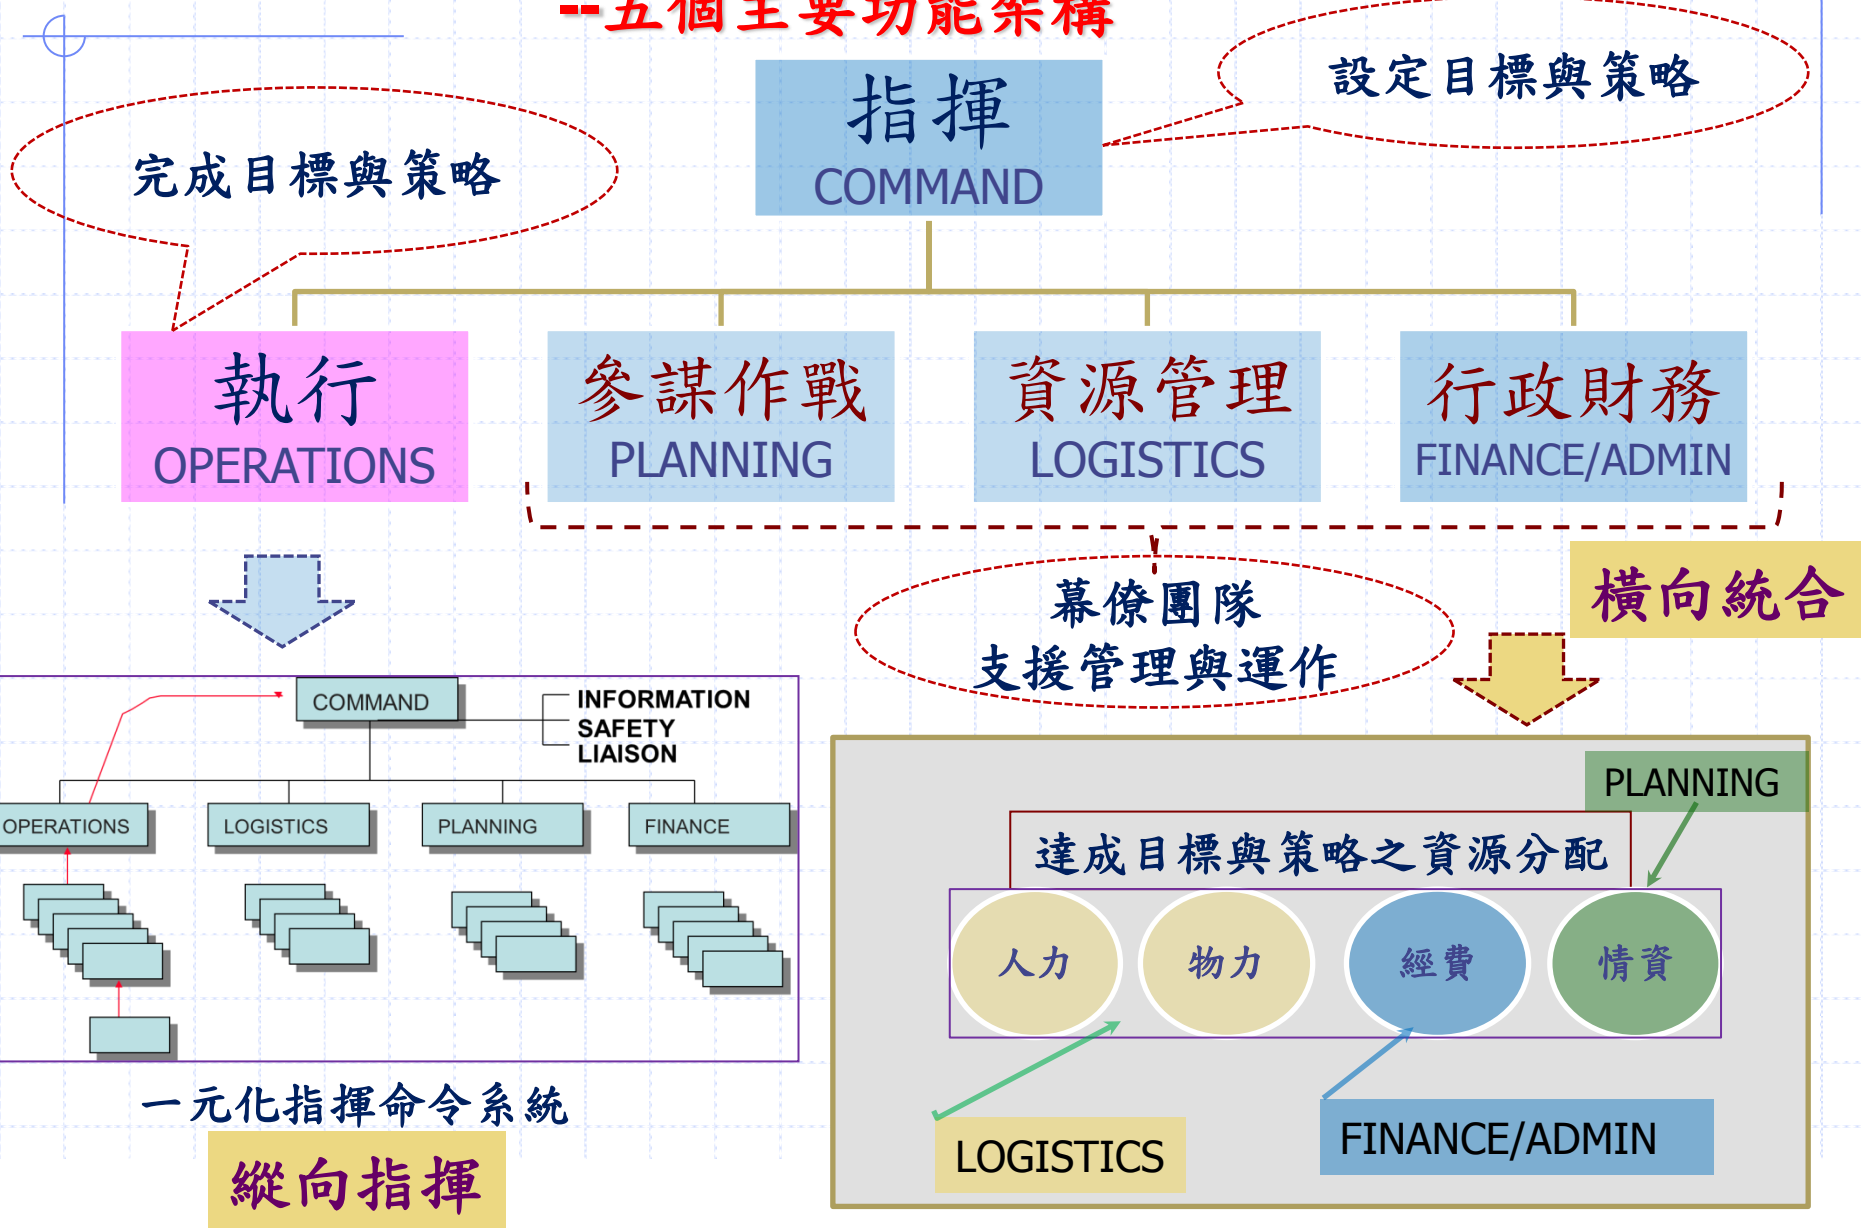 --五個主要功能架構
設定目標與策略
指揮
COMMAND
完成目標與策略
執行
OPERATIONS
參謀作戰
PLANNING
資源管理
LOGISTICS
行政財務
FINANCE/ADMIN
幕僚團隊
支援管理與運作
橫向統合
COMMAND
INFORMATION
SAFETY
LIAISON
OPERATIONS
LOGISTICS
PLANNING
FINANCE
一元化指揮命令系統
縱向指揮
PLANNING
達成目標與策略之資源分配
人力
物力
經費
情資
LOGISTICS
FINANCE/ADMIN